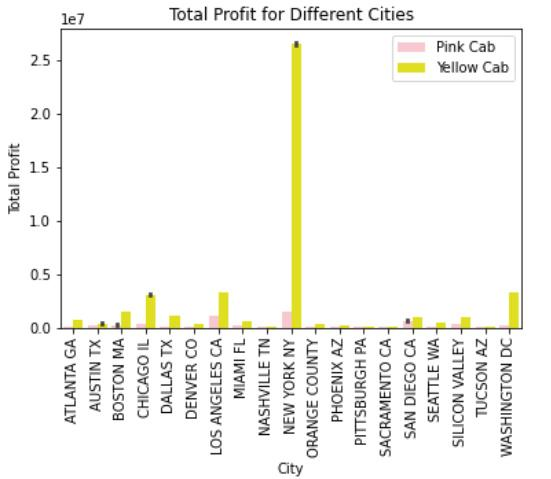 Total Profit for Different Cities
1e7
Pink Cab
Yellow Cab
2.5
2.0
1.5
1.0
0.5
0.0
Total Profit
ATLANTA GA
AUSTIN TX
BOSTON MA
CHICAGO IL
DALLAS TX
DENVER CO
LOS ANGELES CA
MIAMI FL
NASHVILLE TN
NEW YORK NY
ORANGE COUNTY
PHOENIX AZ
PITTSBURGH PA
SACRAMENTO CA
SAN DIEGO CA
SEATTLE WA
SILICON VALLEY
TUCSON AZ
WASHINGTON DC
City